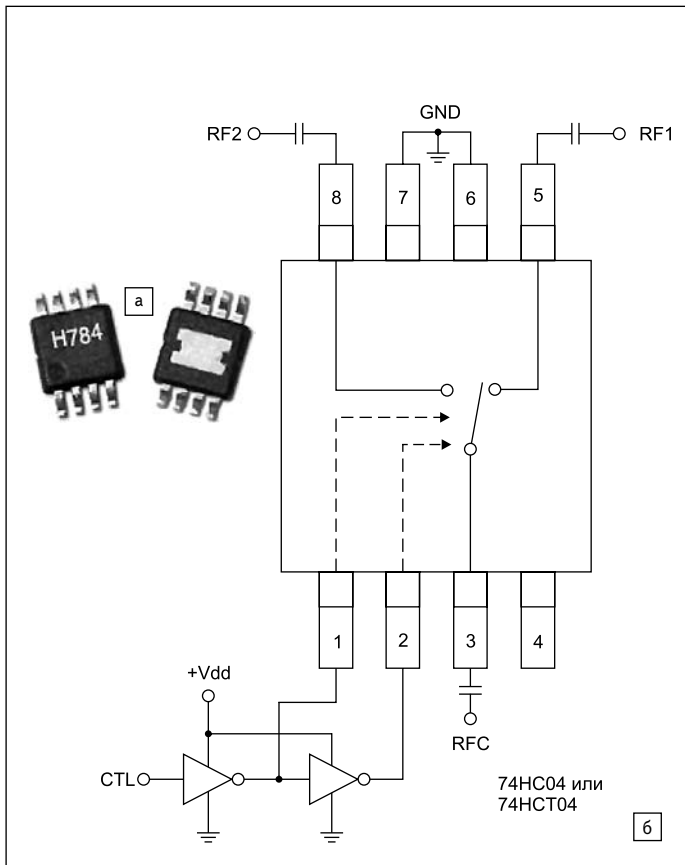 GND
RF2
RF1
8
7
6
5
а
H784
1
2
3
4
+Vdd
RFC
CTL
74HC04 или
74HCT04
б